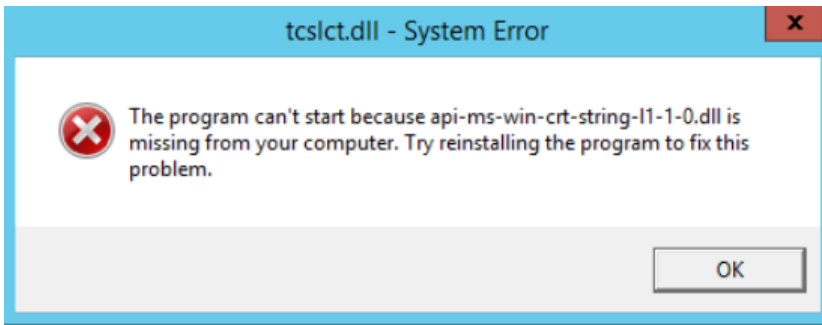 tcslct.dll - System Error
x
The program can't start because api-ms-win-crt-string-l1-1-0.dll is
missing from your computer. Try reinstalling the program to fix this
problem.
OK